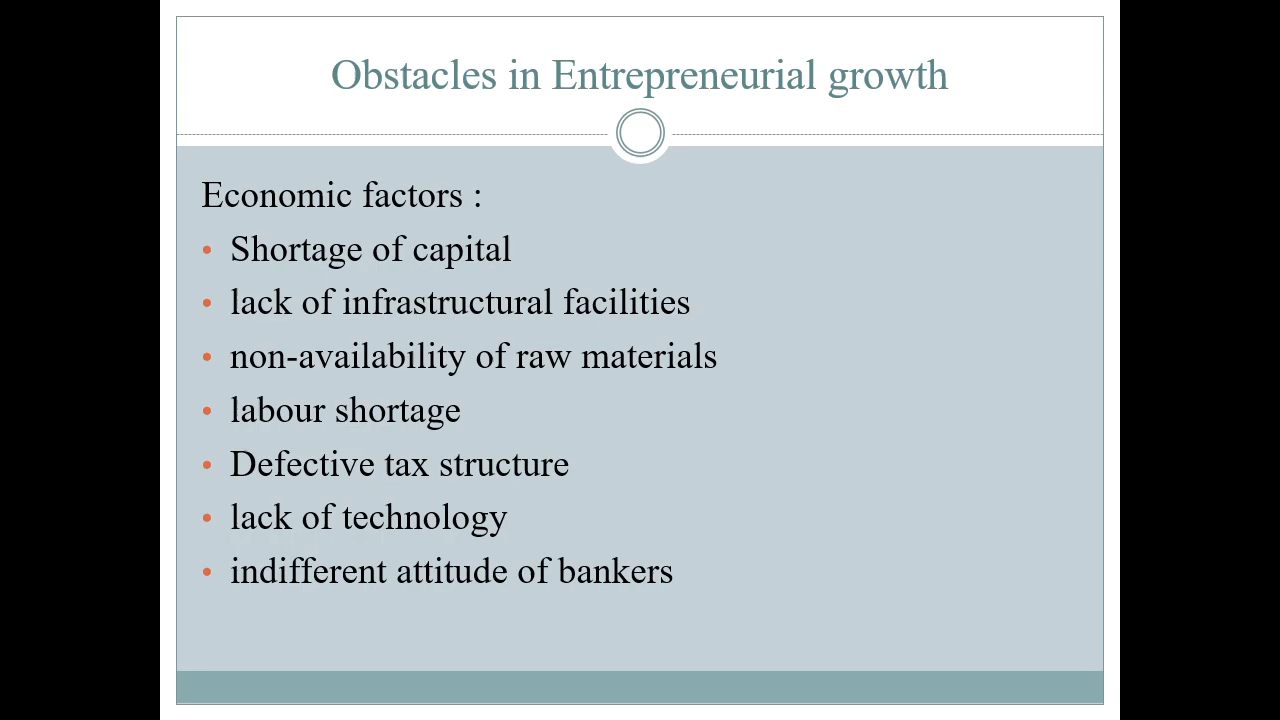 Obstacles in Entrepreneurial growth
Economic factors :
• Shortage of capital
• lack of infrastructural facilities
• non-availability of raw materials
• labour shortage
• Defective tax structure
• lack of technology
• indifferent attitude of bankers